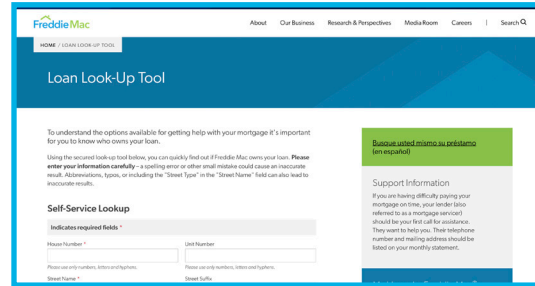 FreddieMac
About Our Business Research & Perspectives Media Room Careers | Search
HOME / LOAN LOOK-UP TOOL
Loan Look-Up Tool
To understand the options available for getting help with your mortgage it's important
for you to know who owns your loan.
Using the secured look-up tool below, you can quickly find out if Freddie Mac owns your loan. Please
enter your information carefully – a spelling error or other small mistake could cause an inaccurate
result. Abbreviations, typos, or including the "Street Type" in the "Street Name" field can also lead to
inaccurate results.
Self-Service Lookup
Indicates required fields *
House Number *
Unit Number
Please use only numbers, letters and hyphens.
Please use only numbers, letters and hyphens.
Street Name *
Street Suffix
Busque usted mismo su préstamo
(en español)
Support Information
If you are having difficulty paying your
mortgage on time, your lender (also
referred to as a mortgage servicer)
should be your first call for assistance.
They want to help you. Their telephone
number and mailing address should be
listed on your monthly statement.